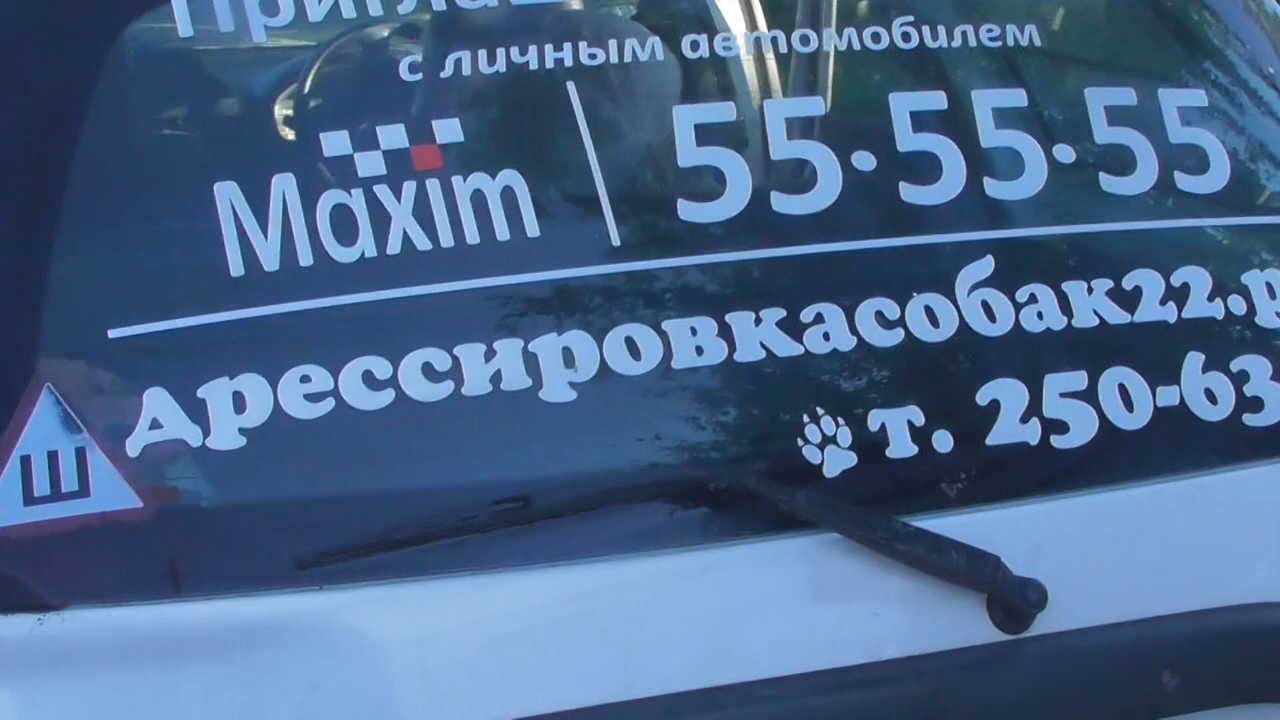 с личным автомобилем
Maxim 55·55·55
дрессировкасобак22.р
Ш
т. 250-63